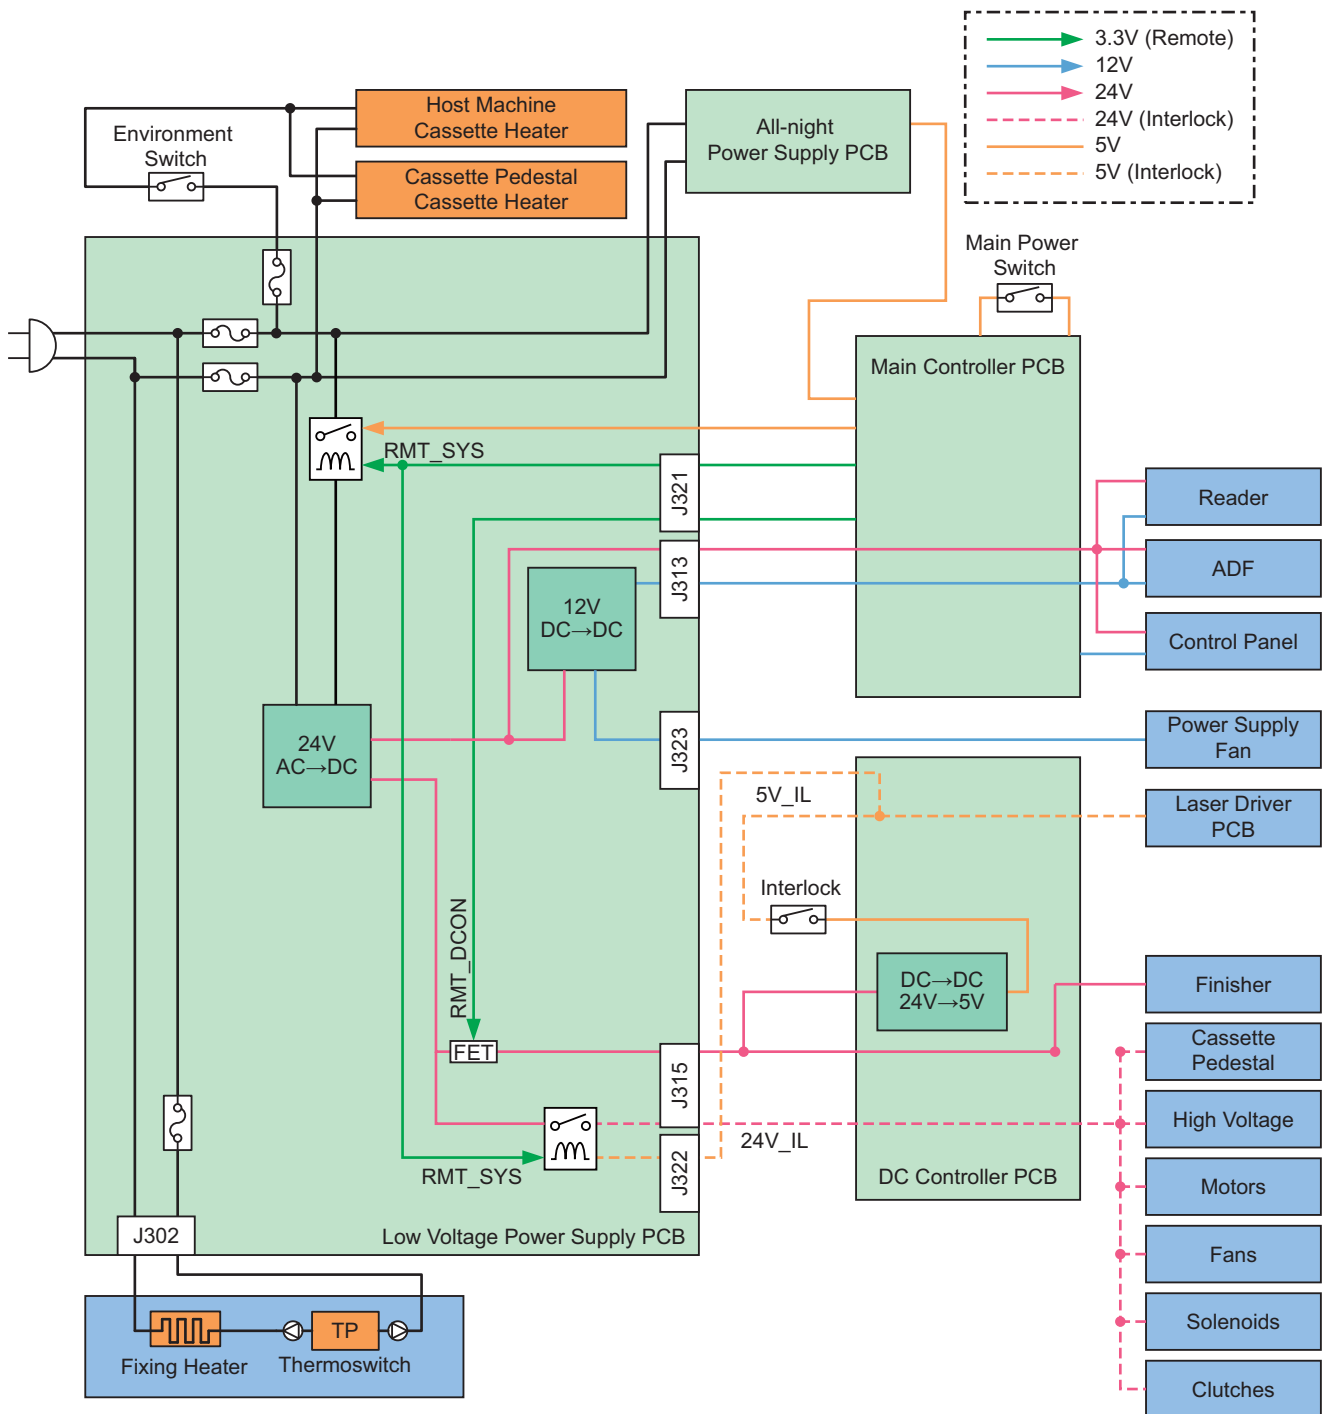 3.3V (Remote)
12V
24V
24V (Interlock)
5V
5V (Interlock)
Host Machine
Cassette Heater
Environment
Switch
Cassette Pedestal
Cassette Heater
All-night
Power Supply PCB
Main Power
Switch
Main Controller PCB
RMT_SYS
J321
Reader
J313
ADF
12V
DC→DC
Control Panel
24V
AC→DC
J323
Power Supply
Fan
5V_IL
Laser Driver
PCB
Interlock
RMT_DCON
DC→DC
24V→5V
Finisher
FET
J315
Cassette
Pedestal
High Voltage
24V_IL
RMT_SYS
J322
DC Controller PCB
Motors
J302
Low Voltage Power Supply PCB
Fans
TP
Solenoids
Fixing Heater
Thermoswitch
Clutches